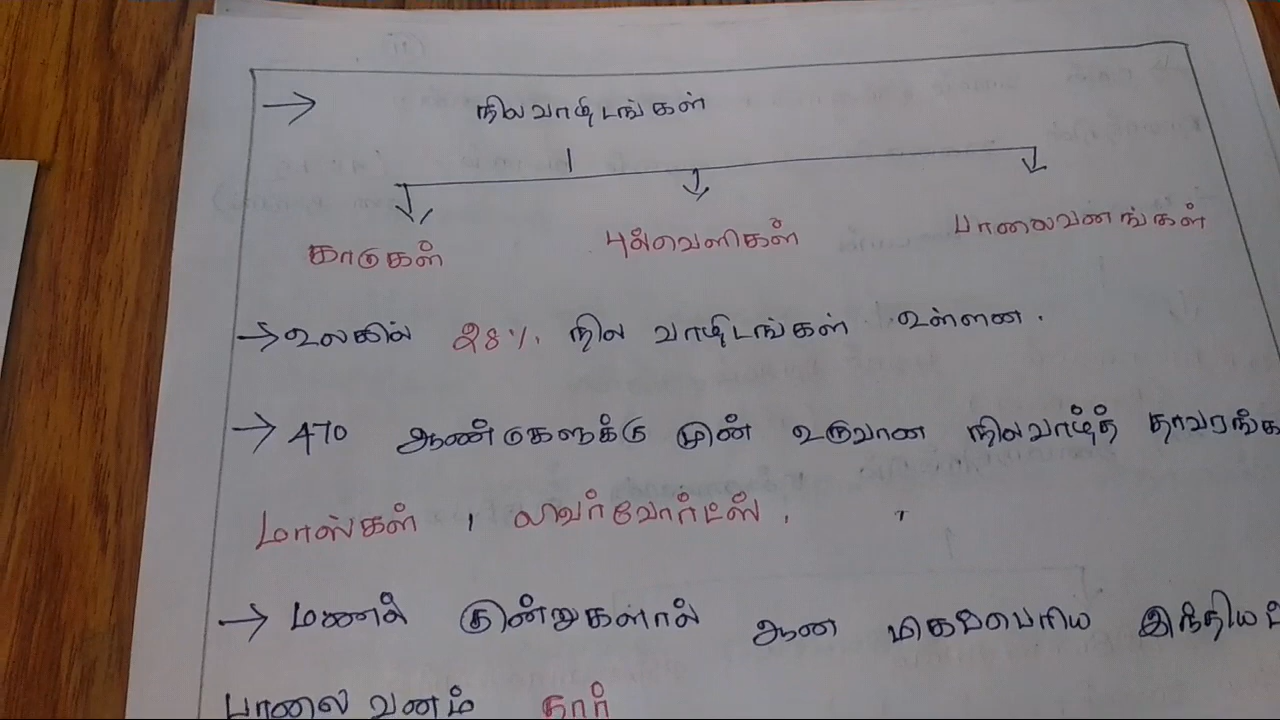 → நிலவாழிடங்கள்
காடுகள் புல்வெளிகள் பாலைவனங்கள்
→ உலகில் 28%. நில வாழிடங்கள் உள்ளன.
→ 470 ஆண்டுகளுக்கு முன் உருவான நிலவாழ்த் தாவரங்க
மாஸ்கள் , லிவர்வோர்ட்ஸ்.
→ மணல் குன்றுகளால் ஆன மிகப்பெரிய இந்தியப்
பாலை வனம் தார்